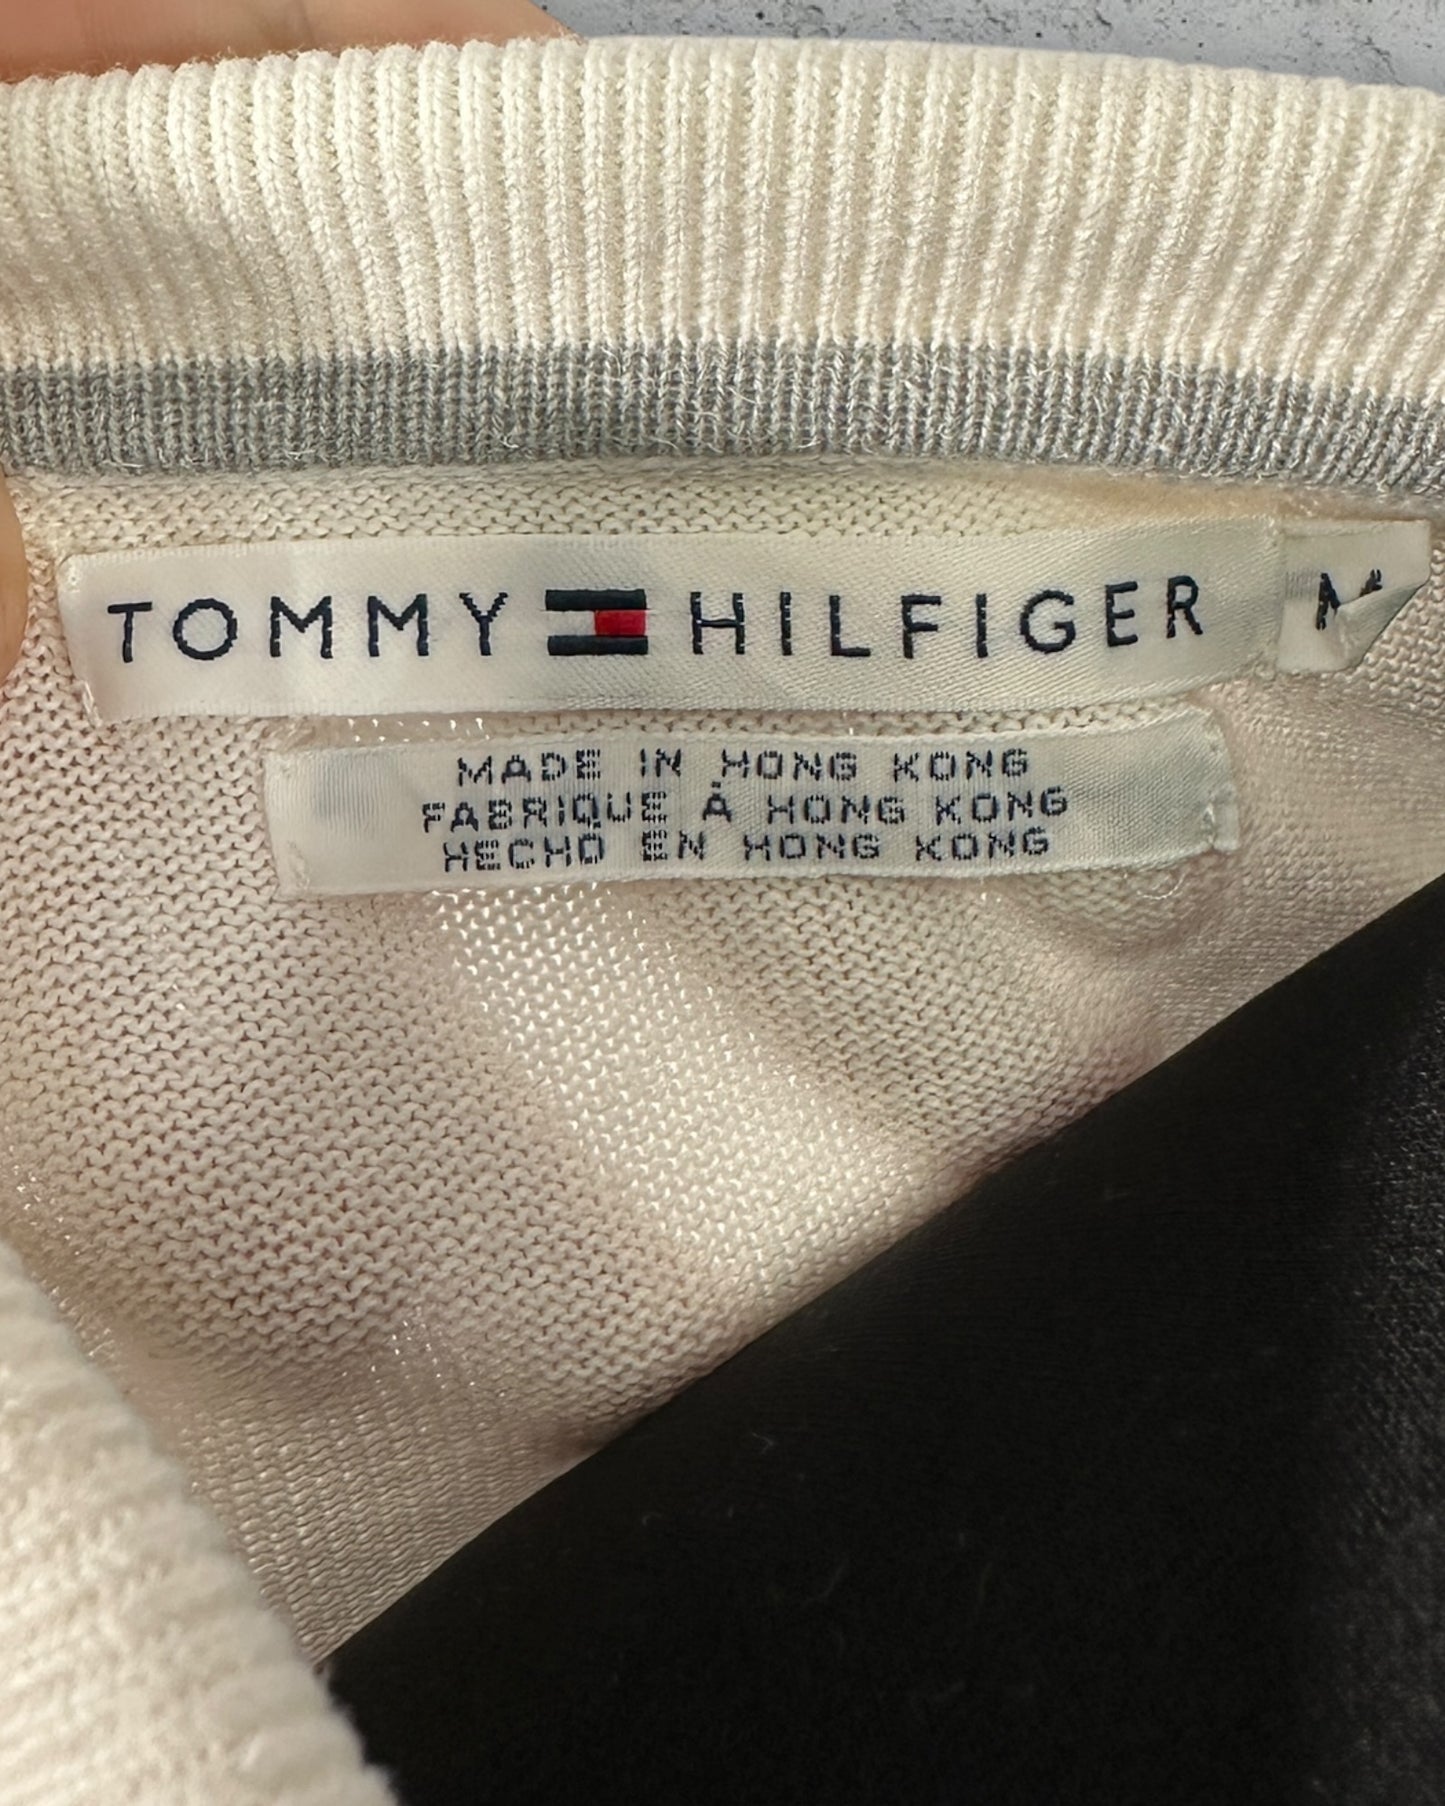 TOMMY HILFIGER M
MADE IN HONG KONG
FABRIQUE À HONG KONG
HECHO EN HONG KONG